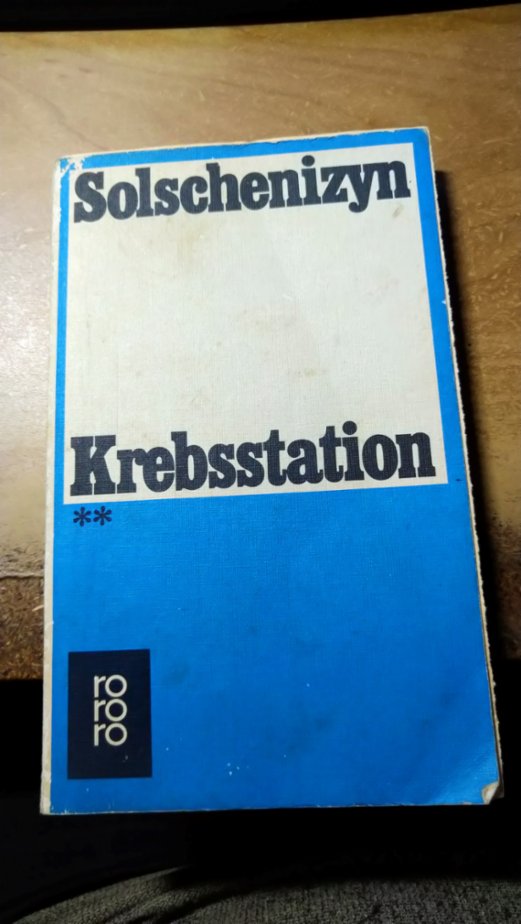 Solschenizyn
Krebsstation
**
ro
ro
ro